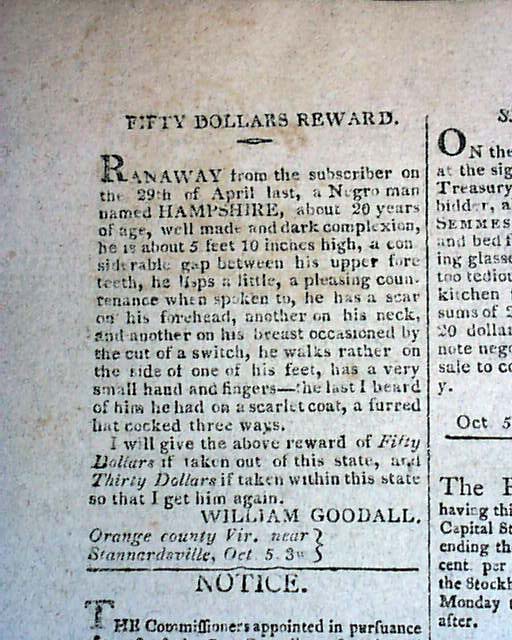 FIFTY DOLLARS REWARD.
RANAWAY from the subscriber on
the 29th of April last, a Negro man
named HAMPSHIRE, about 20 years
of age, well made and dark complexion,
he is about 5 feet 10 inches high, a con
siderable gap between his upper fore
teeth, he lisps a little, a pleasing coun-
tenance when spoken to, he has a scar
on his forehead, another on his neck,
and another on his breast occasioned by
the cut of a switch, he walks rather on
the side of one of his feet, has a very
small hand and fingers—the last I heard
of him he had on a scarlet coat, a furred
hat cocked three ways.
I will give the above reward of Fifty
Dollars if taken out of this state, and
Thirty Dollars if taken within this state
so that I get him again.
WILLIAM GOODALL.
Orange county Vir. near
Stannardsville, Oct 5.
NOTICE.
THE Commissioners appointed in pursuance
ON the
at the sig
Treasury
bidder, a
SEMMES
and bed f
ing glasse
too tediou
kitchen
sums of 2
20 dollar
note nego
sale to co
y.
Oct 5
The
having thi
Capital St
ending th
cent. per
the Stockh
Monday
after.